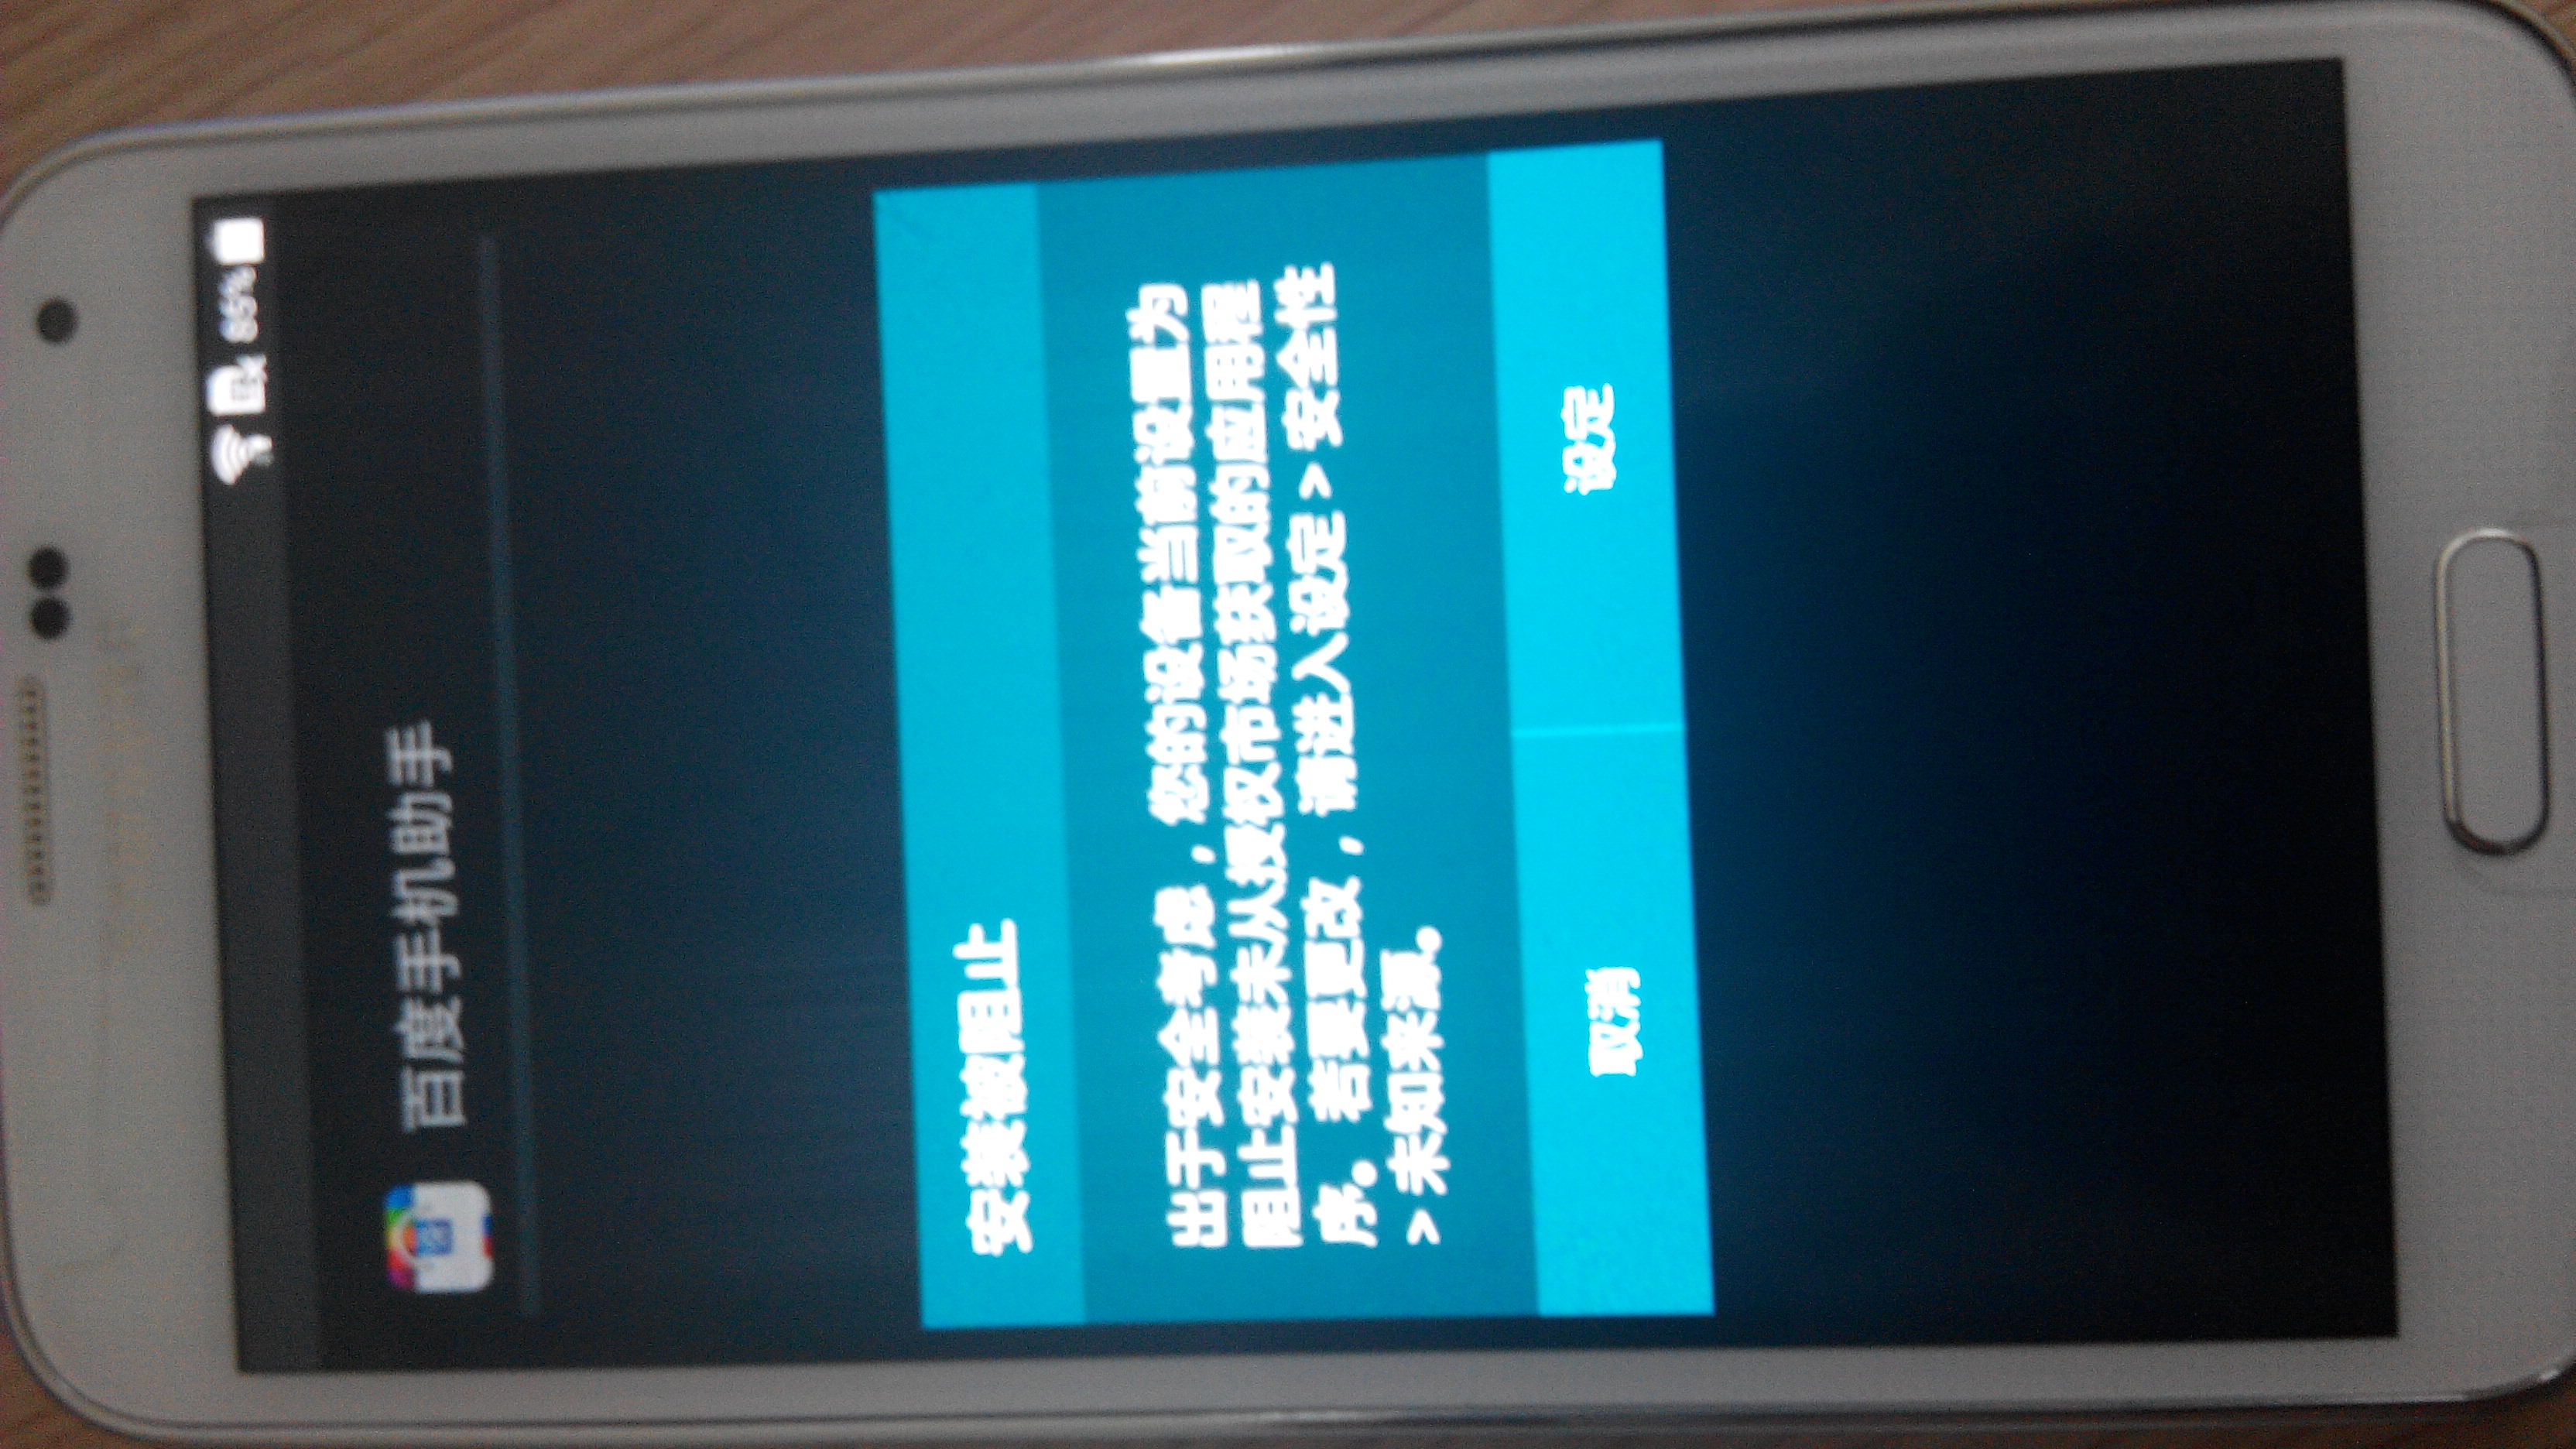 86%
百度手机助手
安装被阻止
出于安全考虑，您的设备当前设置为
阻止安装未从授权市场获取的应用程
序。若要更改，请进入设定 > 安全性
> 未知来源。
取消
设定